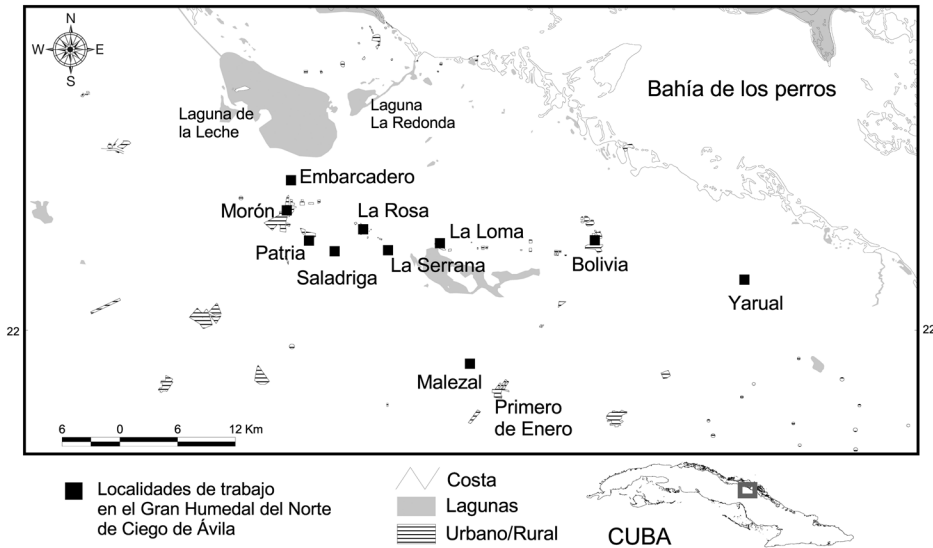 N
W
E
S
Bahía de los perros
Laguna de
la Leche
Laguna
La Redonda
Embarcadero
Morón
La Rosa
La Loma
Patria
Saladriga
La Serrana
Bolivia
Yarual
22
22
Malezal
Primero
de Enero
6 0 6 12 Km
Localidades de trabajo
en el Gran Humedal del Norte
de Ciego de Ávila
Costa
Lagunas
Urbano/Rural
CUBA